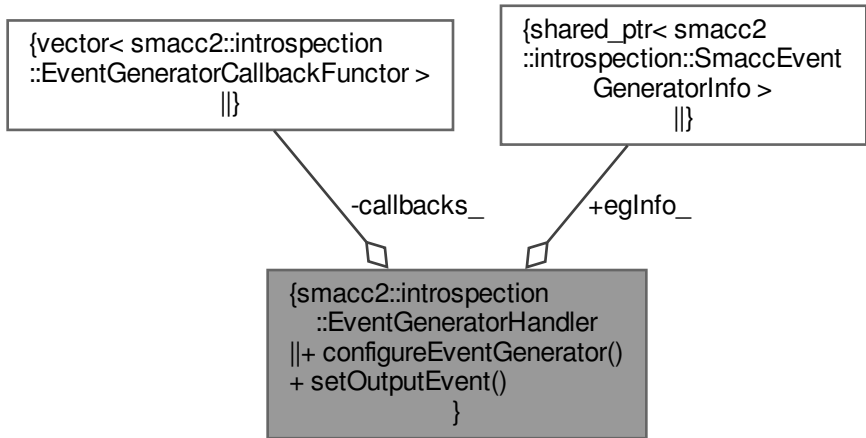 {vector< smacc2::introspection
::EventGeneratorCallbackFunctor >
||}
{shared_ptr< smacc2
::introspection::SmaccEvent
GeneratorInfo >
||}
-callbacks_
+egInfo_
{smacc2::introspection
::EventGeneratorHandler
||+ configureEventGenerator()
+ setOutputEvent()
}